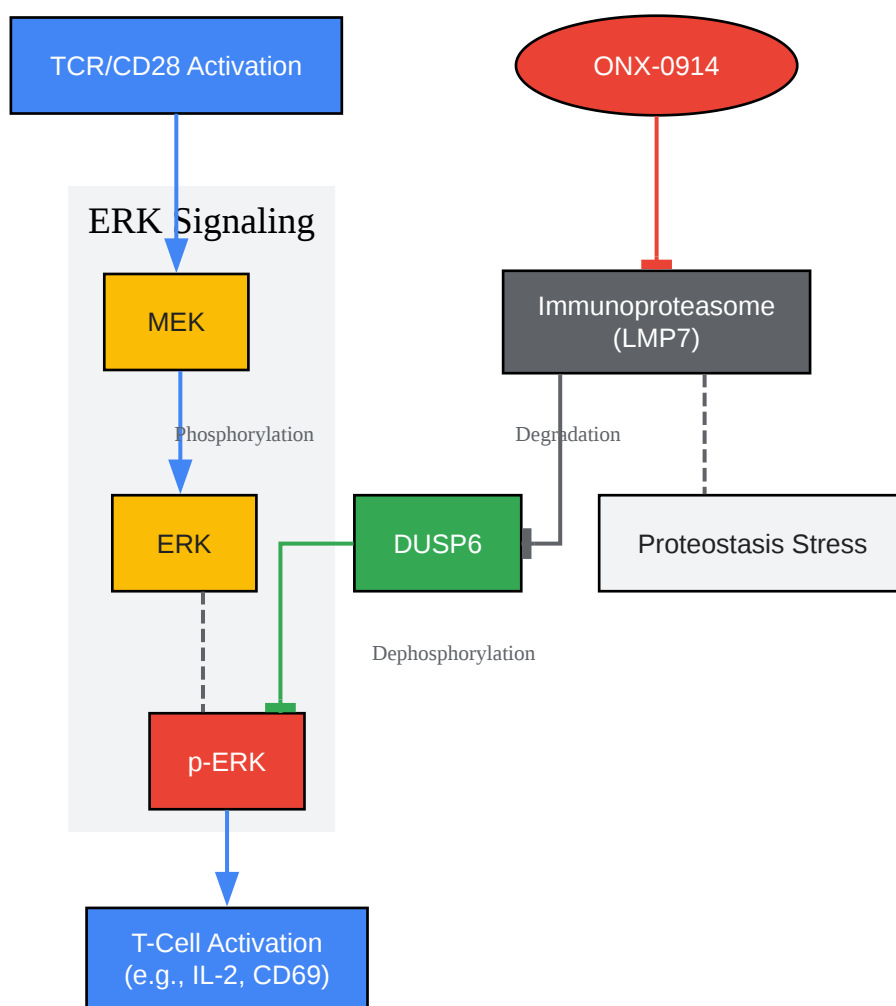 TCR/CD28 Activation
ONX-0914
ERK Signaling
MEK
Immunoproteasome
(LMP7)
Phosphorylation
Degradation
ERK
DUSP6
Proteostasis Stress
Dephosphorylation
p-ERK
T-Cell Activation
(e.g., IL-2, CD69)